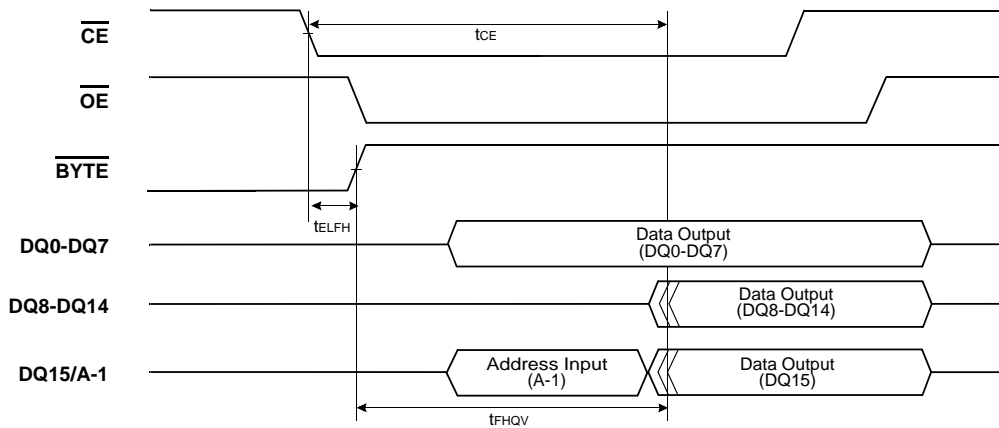 CE
tCE
OE
BYTE
tELFH
DQ0-DQ7
Data Output
(DQ0-DQ7)
DQ8-DQ14
Data Output
(DQ8-DQ14)
DQ15/A-1
Address Input
(A-1)
Data Output
(DQ15)
tFHQV